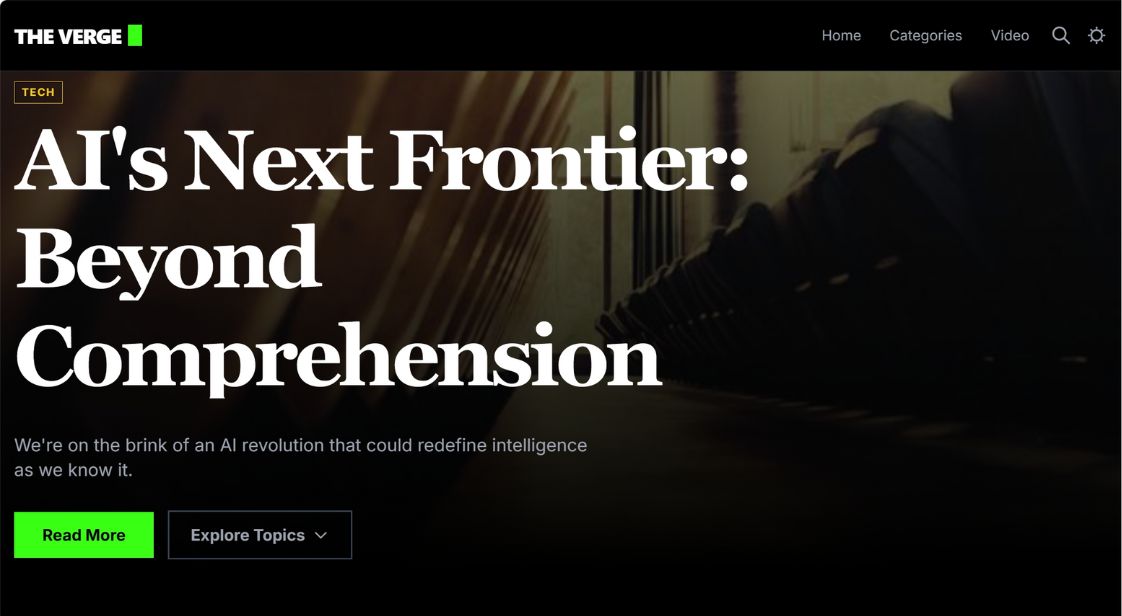 THE VERGE
Home Categories Video
TECH
AI's Next Frontier:
Beyond
Comprehension
We're on the brink of an AI revolution that could redefine intelligence
as we know it.
Read More
Explore Topics